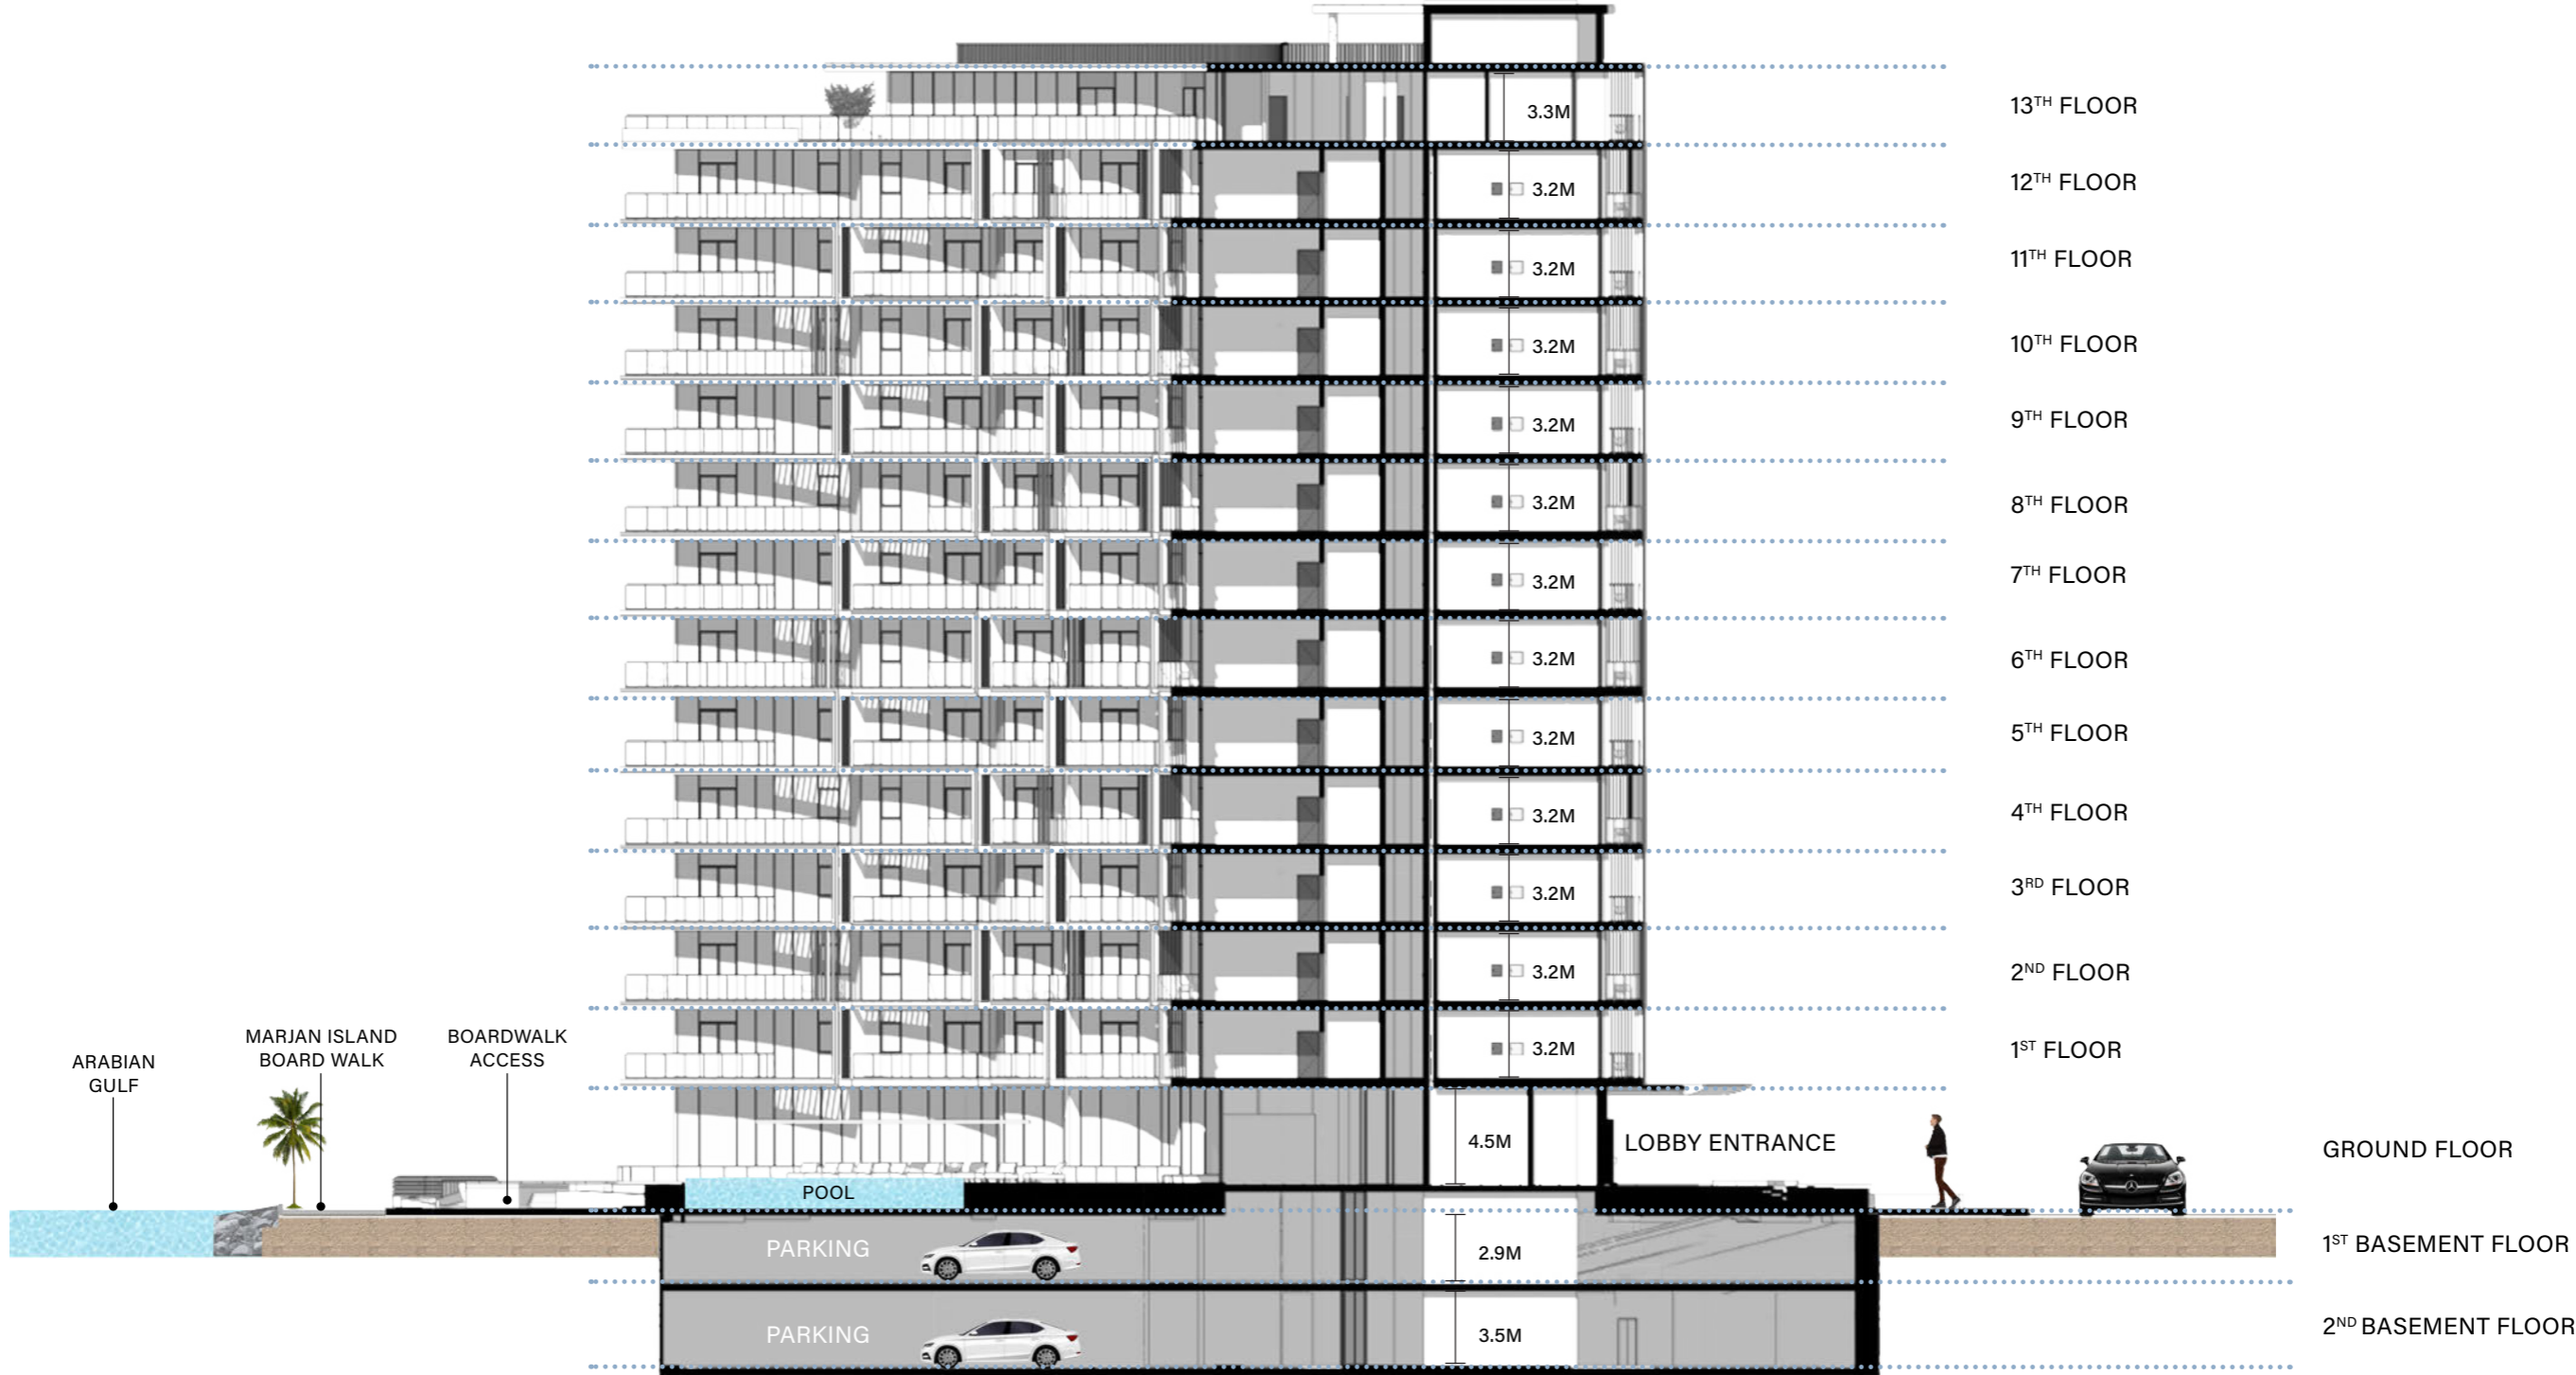 3.3M 13TH FLOOR
3.2M 12TH FLOOR
3.2M 11TH FLOOR
3.2M 10TH FLOOR
3.2M 9TH FLOOR
3.2M 8TH FLOOR
3.2M 7TH FLOOR
3.2M 6TH FLOOR
3.2M 5TH FLOOR
3.2M 4TH FLOOR
3.2M 3RD FLOOR
3.2M 2ND FLOOR
3.2M 1ST FLOOR
ARABIAN
GULF
MARJAN ISLAND
BOARD WALK
BOARDWALK
ACCESS
4.5M LOBBY ENTRANCE GROUND FLOOR
POOL
PARKING 2.9M 1ST BASEMENT FLOOR
PARKING 3.5M 2ND BASEMENT FLOOR